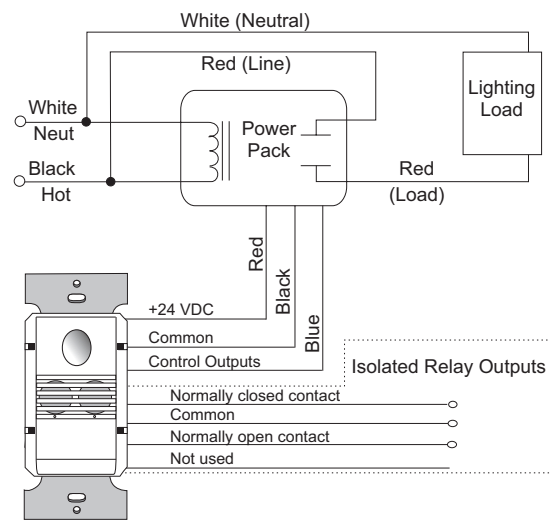 White (Neutral)
Red (Line)
Lighting
Load
White
Neut
Power
Pack
Black
Hot
Red
(Load)
Red
Black
Blue
+24 VDC
Common
Control Outputs
Isolated Relay Outputs
Normally closed contact
Common
Normally open contact
Not used